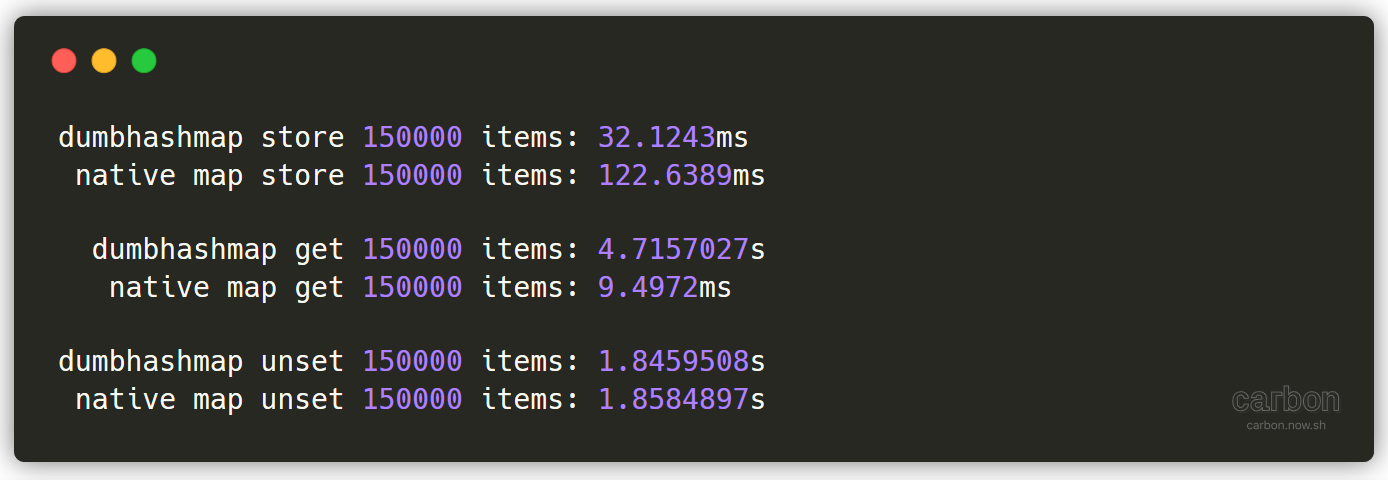 dumbhashmap store 150000 items: 32.1243ms
native map store 150000 items: 122.6389ms
dumbhashmap get 150000 items: 4.7157027s
native map get 150000 items: 9.4972ms
dumbhashmap unset 150000 items: 1.8459508s
native map unset 150000 items: 1.8584897s
carbon
carbon.now.sh